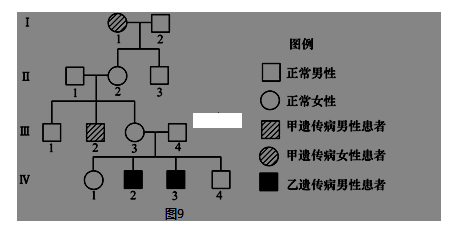 I
1 2
图例
II
1 2 3
正常男性
正常女性
III
1 2 3 4
甲遗传病男性患者
甲遗传病女性患者
IV
1 2 3 4
乙遗传病男性患者
图9